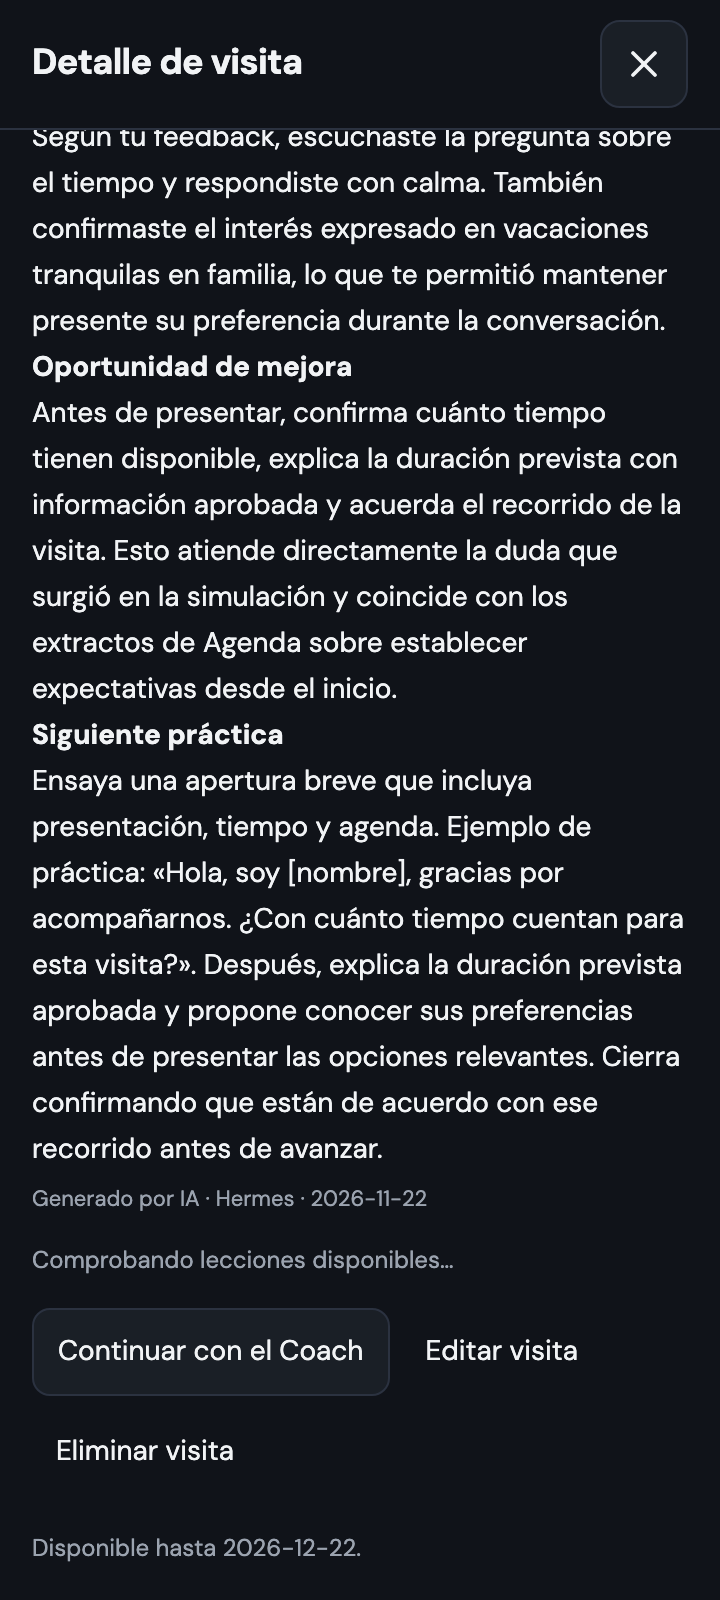 Detalle de visita
Según tu feedback, escuchaste la pregunta sobre
el tiempo y respondiste con calma. También
confirmaste el interés expresado en vacaciones
tranquilas en familia, lo que te permitió mantener
presente su preferencia durante la conversación.
Oportunidad de mejora
Antes de presentar, confirma cuánto tiempo
tienen disponible, explica la duración prevista con
información aprobada y acuerda el recorrido de la
visita. Esto atiende directamente la duda que
surgió en la simulación y coincide con los
extractos de Agenda sobre establecer
expectativas desde el inicio.
Siguiente práctica
Ensaya una apertura breve que incluya
presentación, tiempo y agenda. Ejemplo de
práctica: «Hola, soy [nombre], gracias por
acompañarnos. ¿Con cuánto tiempo cuentan para
esta visita?». Después, explica la duración prevista
aprobada y propone conocer sus preferencias
antes de presentar las opciones relevantes. Cierra
confirmando que están de acuerdo con ese
recorrido antes de avanzar.
Generado por IA · Hermes · 2026-11-22
Comprobando lecciones disponibles…
Continuar con el Coach
Editar visita
Eliminar visita
Disponible hasta 2026-12-22.